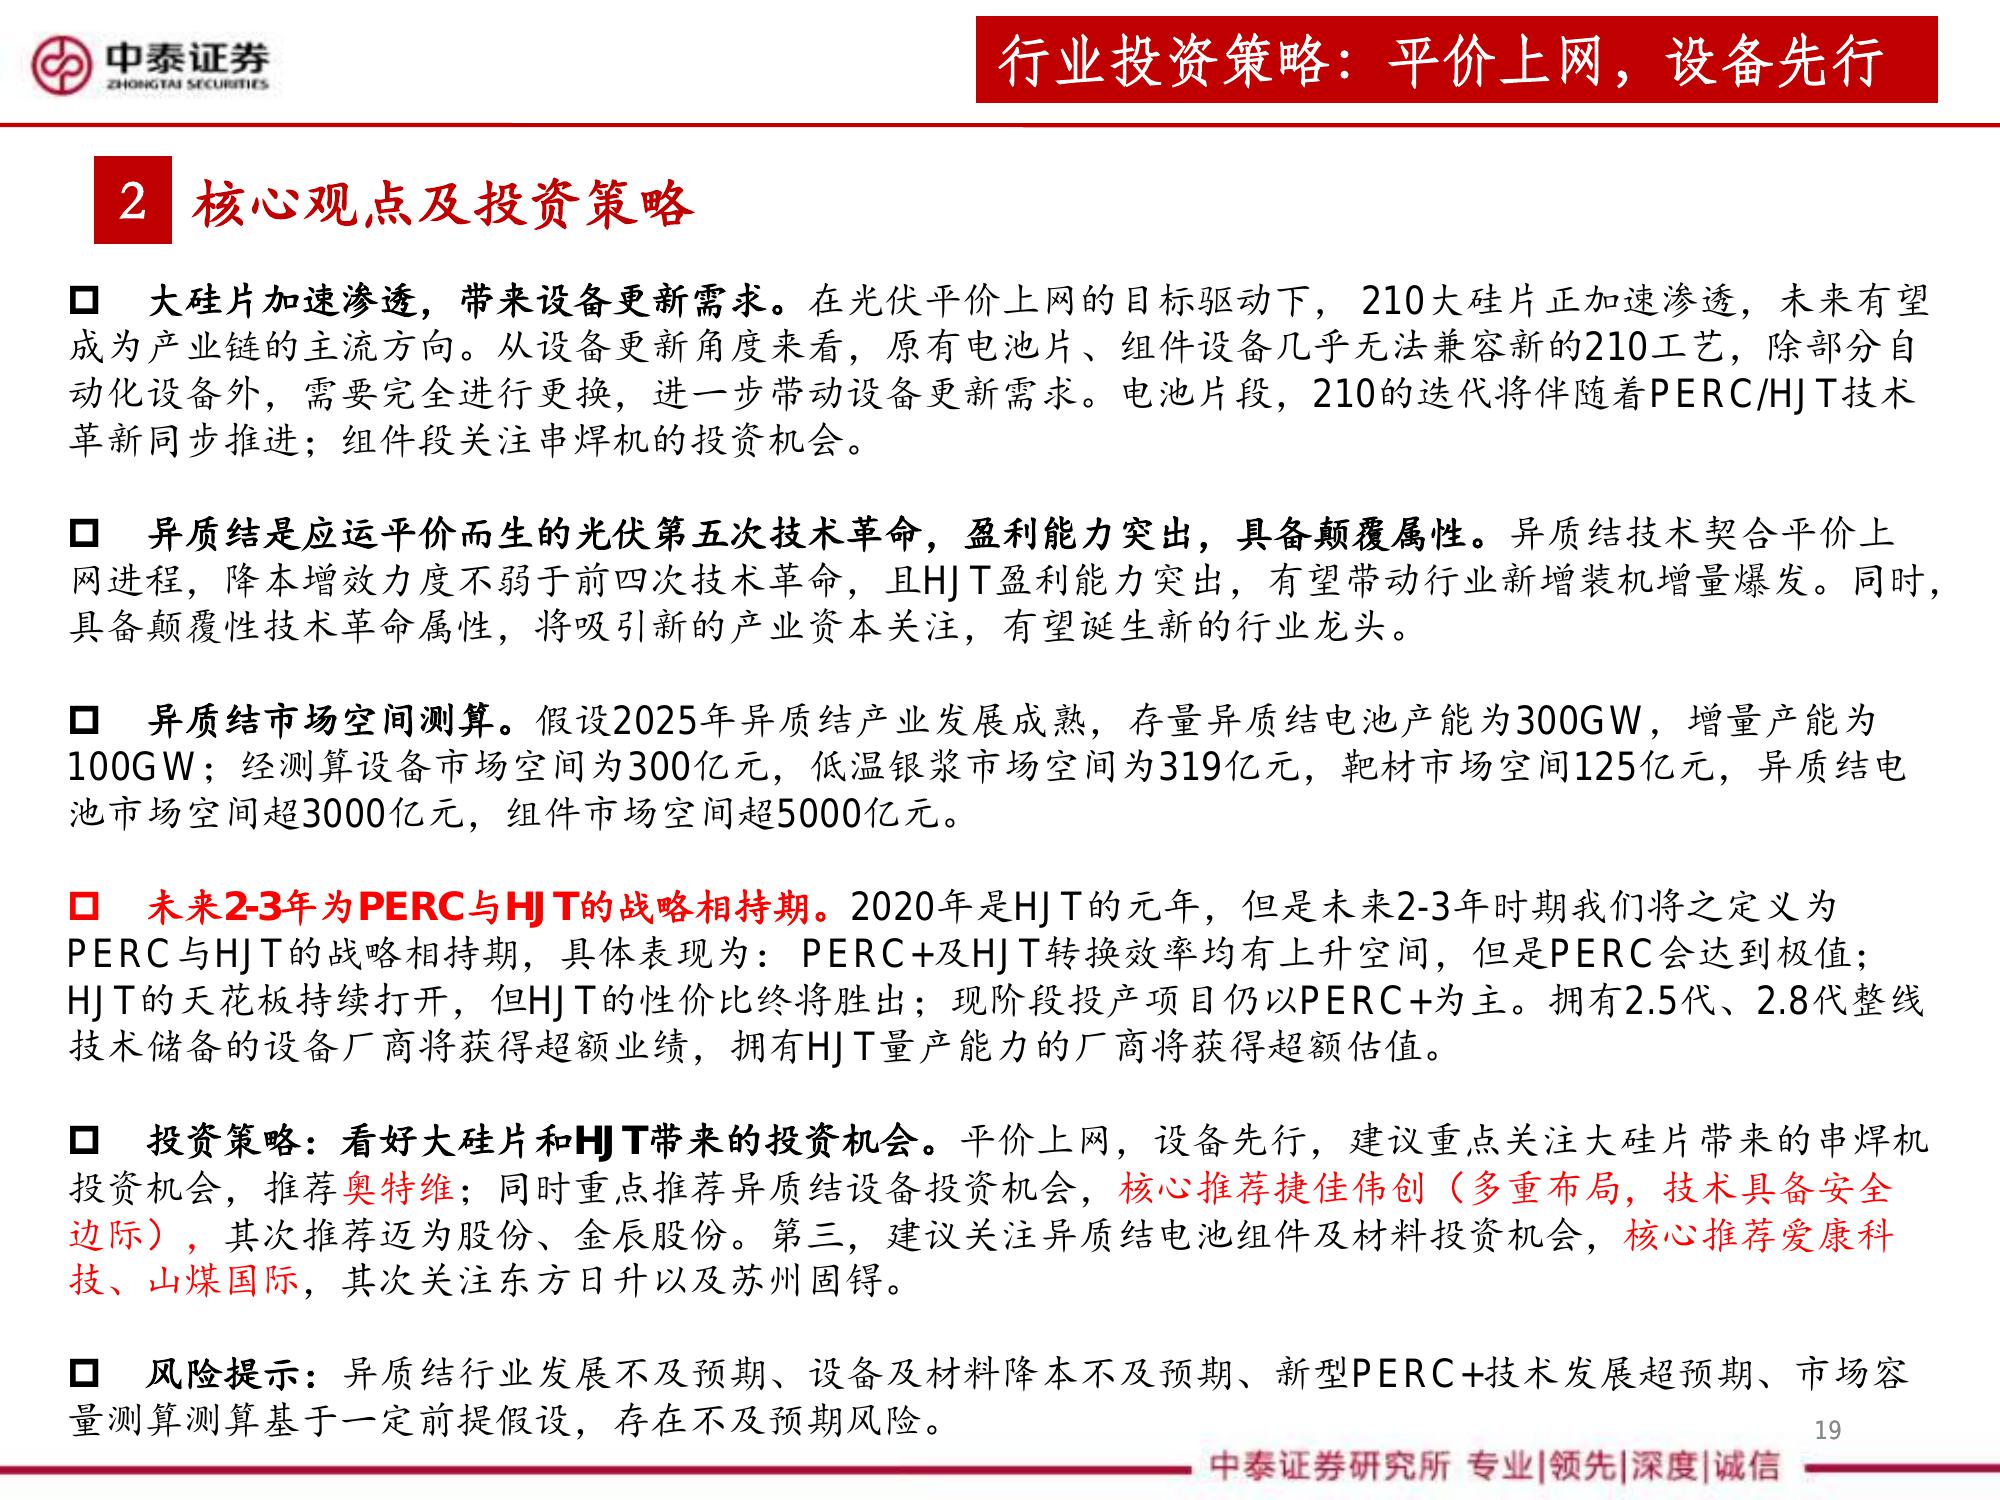 中泰证券
ZHONGTAI SECURITIES
行业投资策略：平价上网，设备先行
2 核心观点及投资策略
大硅片加速渗透，带来设备更新需求。在光伏平价上网的目标驱动下， 210大硅片正加速渗透，未来有望
成为产业链的主流方向。从设备更新角度来看，原有电池片、组件设备几乎无法兼容新的210工艺，除部分自
动化设备外，需要完全进行更换，进一步带动设备更新需求。电池片段，210的迭代将伴随着PERC/HJT技术
革新同步推进；组件段关注串焊机的投资机会。
异质结是应运平价而生的光伏第五次技术革命，盈利能力突出，具备颠覆属性。异质结技术契合平价上
网进程，降本增效力度不弱于前四次技术革命，且HJT盈利能力突出，有望带动行业新增装机增量爆发。同时，
具备颠覆性技术革命属性，将吸引新的产业资本关注，有望诞生新的行业龙头。
异质结市场空间测算。假设2025年异质结产业发展成熟，存量异质结电池产能为300GW，增量产能为
100GW；经测算设备市场空间为300亿元，低温银浆市场空间为319亿元，靶材市场空间125亿元，异质结电
池市场空间超3000亿元，组件市场空间超5000亿元。
未来2-3年为PERC与HJT的战略相持期。2020年是HJT的元年，但是未来2-3年时期我们将之定义为
PERC与HJT的战略相持期，具体表现为： PERC+及HJT转换效率均有上升空间，但是PERC会达到极值；
HJT的天花板持续打开，但HJT的性价比终将胜出；现阶段投产项目仍以PERC+为主。拥有2.5代、2.8代整线
技术储备的设备厂商将获得超额业绩，拥有HJT量产能力的厂商将获得超额估值。
投资策略：看好大硅片和HJT带来的投资机会。平价上网，设备先行，建议重点关注大硅片带来的串焊机
投资机会，推荐奥特维；同时重点推荐异质结设备投资机会，核心推荐捷佳伟创（多重布局，技术具备安全
边际），其次推荐迈为股份、金辰股份。第三，建议关注异质结电池组件及材料投资机会，核心推荐爱康科
技、山煤国际，其次关注东方日升以及苏州固锝。
风险提示：异质结行业发展不及预期、设备及材料降本不及预期、新型PERC+技术发展超预期、市场容
量测算测算基于一定前提假设，存在不及预期风险。
19
中泰证券研究所 专业|领先|深度|诚信